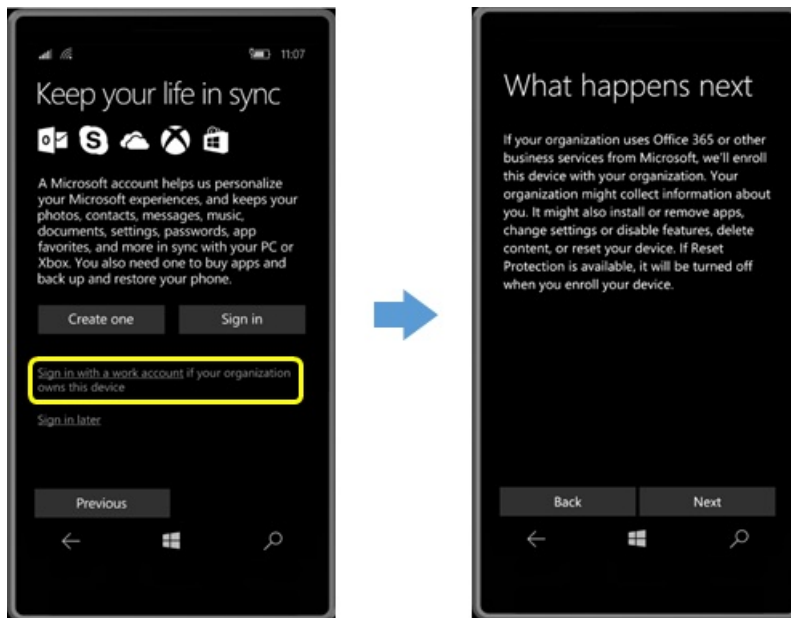 11:07
Keep your life in sync
A Microsoft account helps us personalize
your Microsoft experiences, and keeps your
photos, contacts, messages, music,
documents, settings, passwords, app
favorites, and more in sync with your PC or
Xbox. You also need one to buy apps and
back up and restore your phone.
Create one
Sign in
Sign in with a work account if your organization
owns this device
Sign in later
Previous
What happens next
If your organization uses Office 365 or other
business services from Microsoft, we'll enroll
this device with your organization. Your
organization might collect information about
you. It might also install or remove apps,
change settings or disable features, delete
content, or reset your device. If Reset
Protection is available, it will be turned off
when you enroll your device.
Back
Next